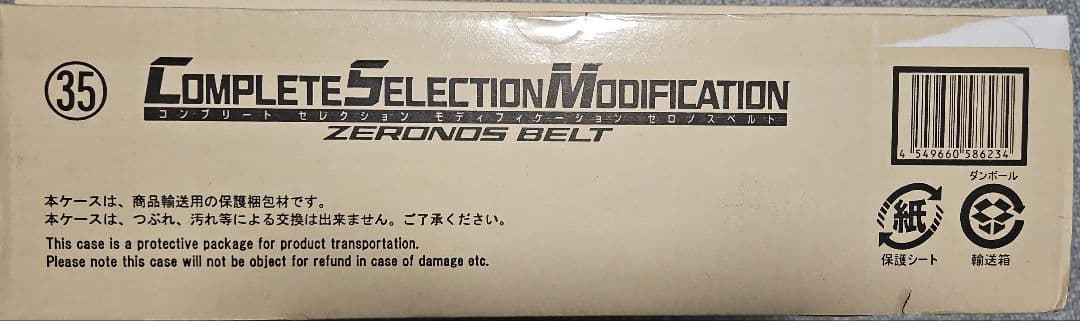 35
COMPLETE SELECTION MODIFICATION
コンプリート セレクション モディフィケーション ゼロノスベルト
ZERONOS BELT
4 549660 586234
本ケースは、商品輸送用の保護梱包材です。
本ケースは、つぶれ、汚れ等による交換は出来ません。ご了承ください。
This case is a protective package for product transportation.
Please note this case will not be object for refund in case of damage etc.
紙
保護シート
ダンボール
輸送箱